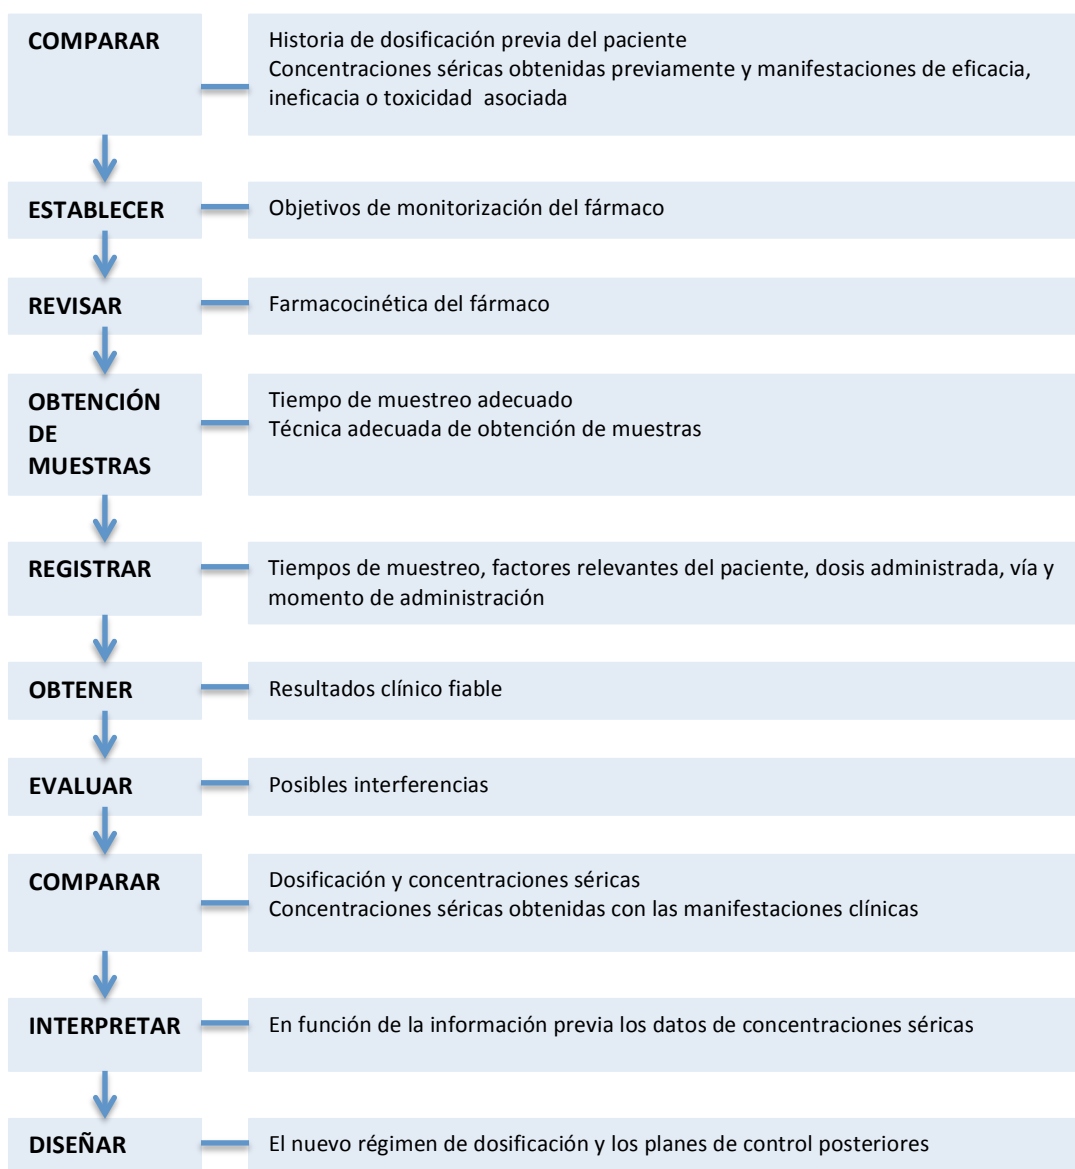 COMPARAR
Historia de dosificación previa del paciente
Concentraciones séricas obtenidas previamente y manifestaciones de eficacia,
ineficacia o toxicidad asociada
ESTABLECER
Objetivos de monitorización del fármaco
REVISAR
Farmacocinética del fármaco
OBTENCIÓN
DE
MUESTRAS
Tiempo de muestreo adecuado
Técnica adecuada de obtención de muestras
REGISTRAR
Tiempos de muestreo, factores relevantes del paciente, dosis administrada, vía y
momento de administración
OBTENER
Resultados clínico fiable
EVALUAR
Posibles interferencias
COMPARAR
Dosificación y concentraciones séricas
Concentraciones séricas obtenidas con las manifestaciones clínicas
INTERPRETAR
En función de la información previa los datos de concentraciones séricas
DISEÑAR
El nuevo régimen de dosificación y los planes de control posteriores